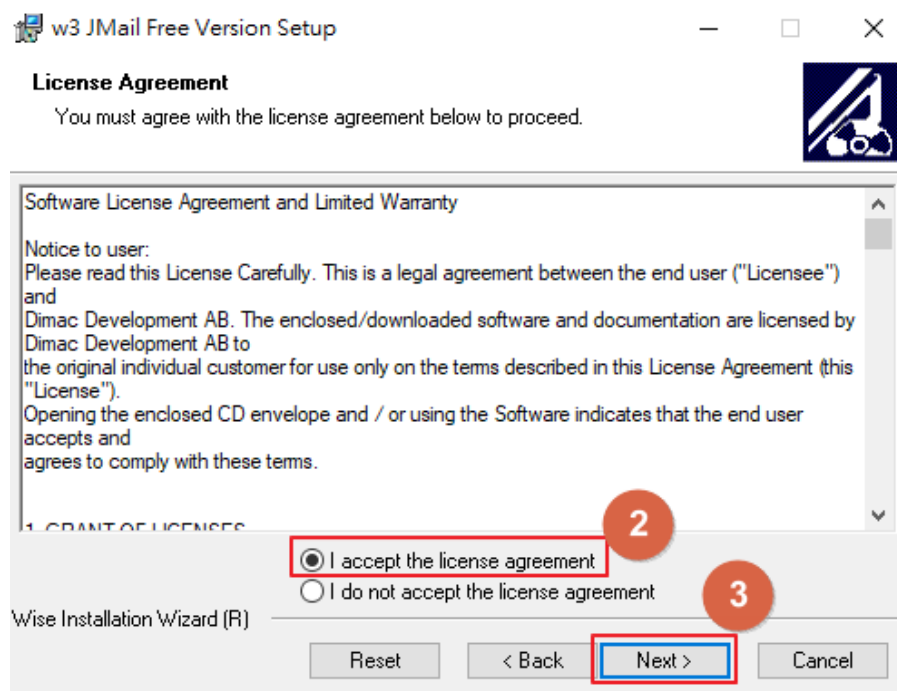 w3 JMail Free Version Setup
License Agreement
You must agree with the license agreement below to proceed.
Software License Agreement and Limited Warranty
Notice to user:
Please read this License Carefully. This is a legal agreement between the end user ("Licensee")
and
Dimac Development AB. The enclosed/downloaded software and documentation are licensed by
Dimac Development AB to
the original individual customer for use only on the terms described in this License Agreement (this
"License").
Opening the enclosed CD envelope and / or using the Software indicates that the end user
accepts and
agrees to comply with these terms.
1. GRANT OF LICENSES
2
I accept the license agreement
I do not accept the license agreement
3
Wise Installation Wizard (R)
Reset
< Back
Next >
Cancel